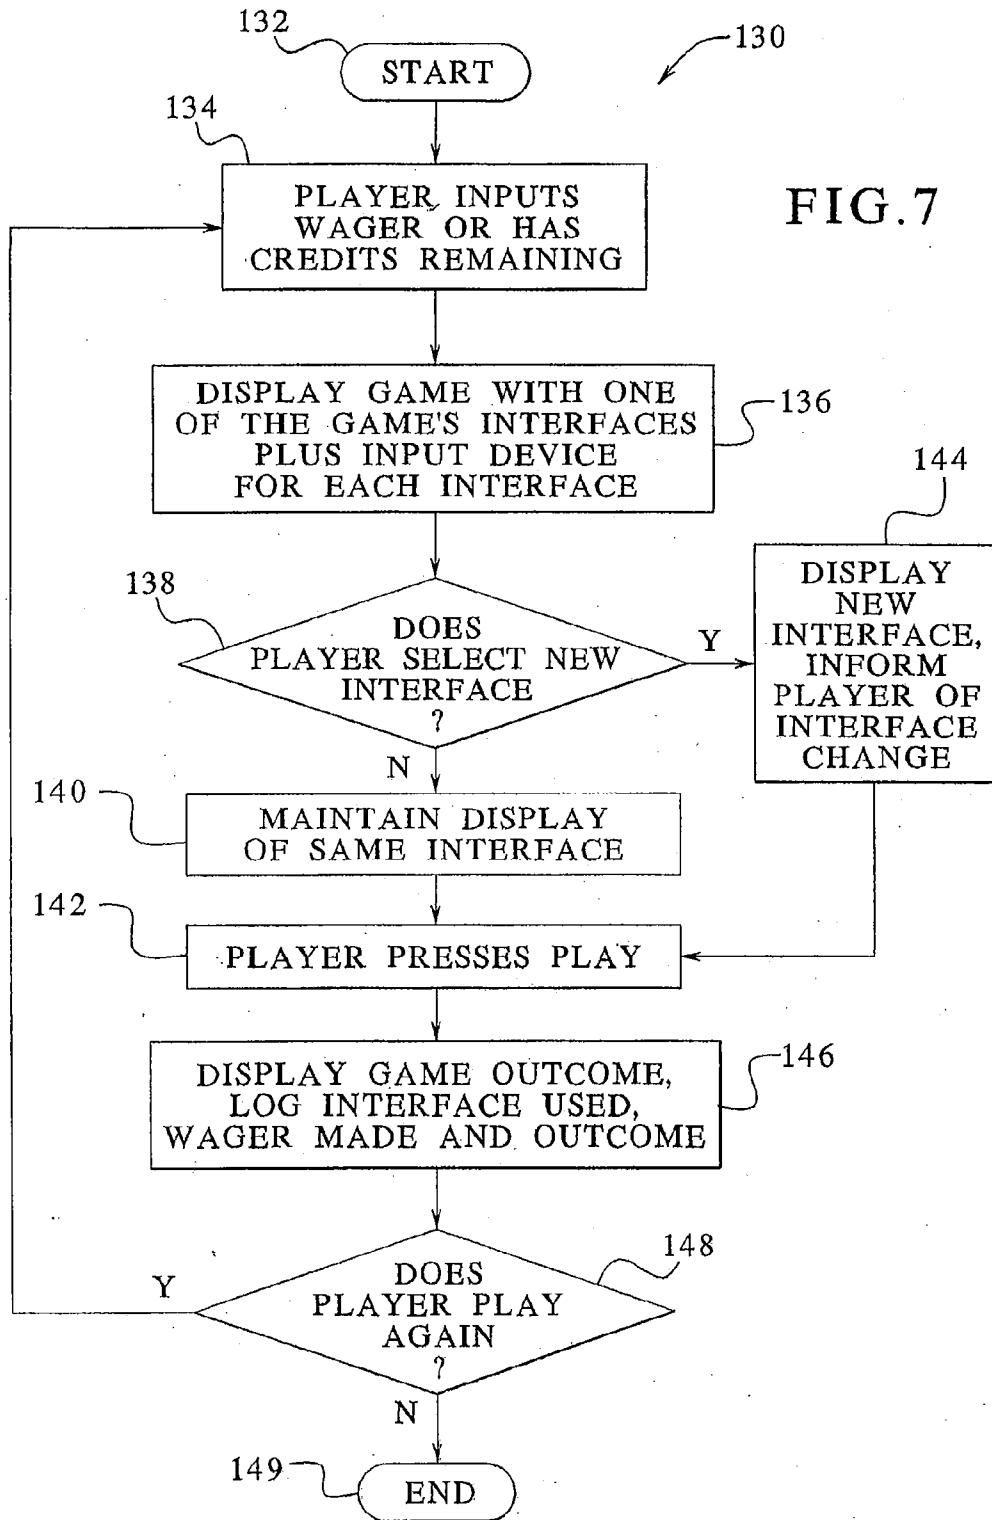 132
130
START
134
PLAYER INPUTS
WAGER OR HAS
CREDITS REMAINING
FIG.7
DISPLAY GAME WITH ONE
OF THE GAME'S INTERFACES
PLUS INPUT DEVICE
FOR EACH INTERFACE
136
144
138
DOES
PLAYER SELECT NEW
INTERFACE
?
Y
DISPLAY
NEW
INTERFACE,
INFORM
PLAYER OF
INTERFACE
CHANGE
N
140
MAINTAIN DISPLAY
OF SAME INTERFACE
142
PLAYER PRESSES PLAY
DISPLAY GAME OUTCOME,
LOG INTERFACE USED,
WAGER MADE AND OUTCOME
146
148
Y
DOES
PLAYER PLAY
AGAIN
?
N
149
END